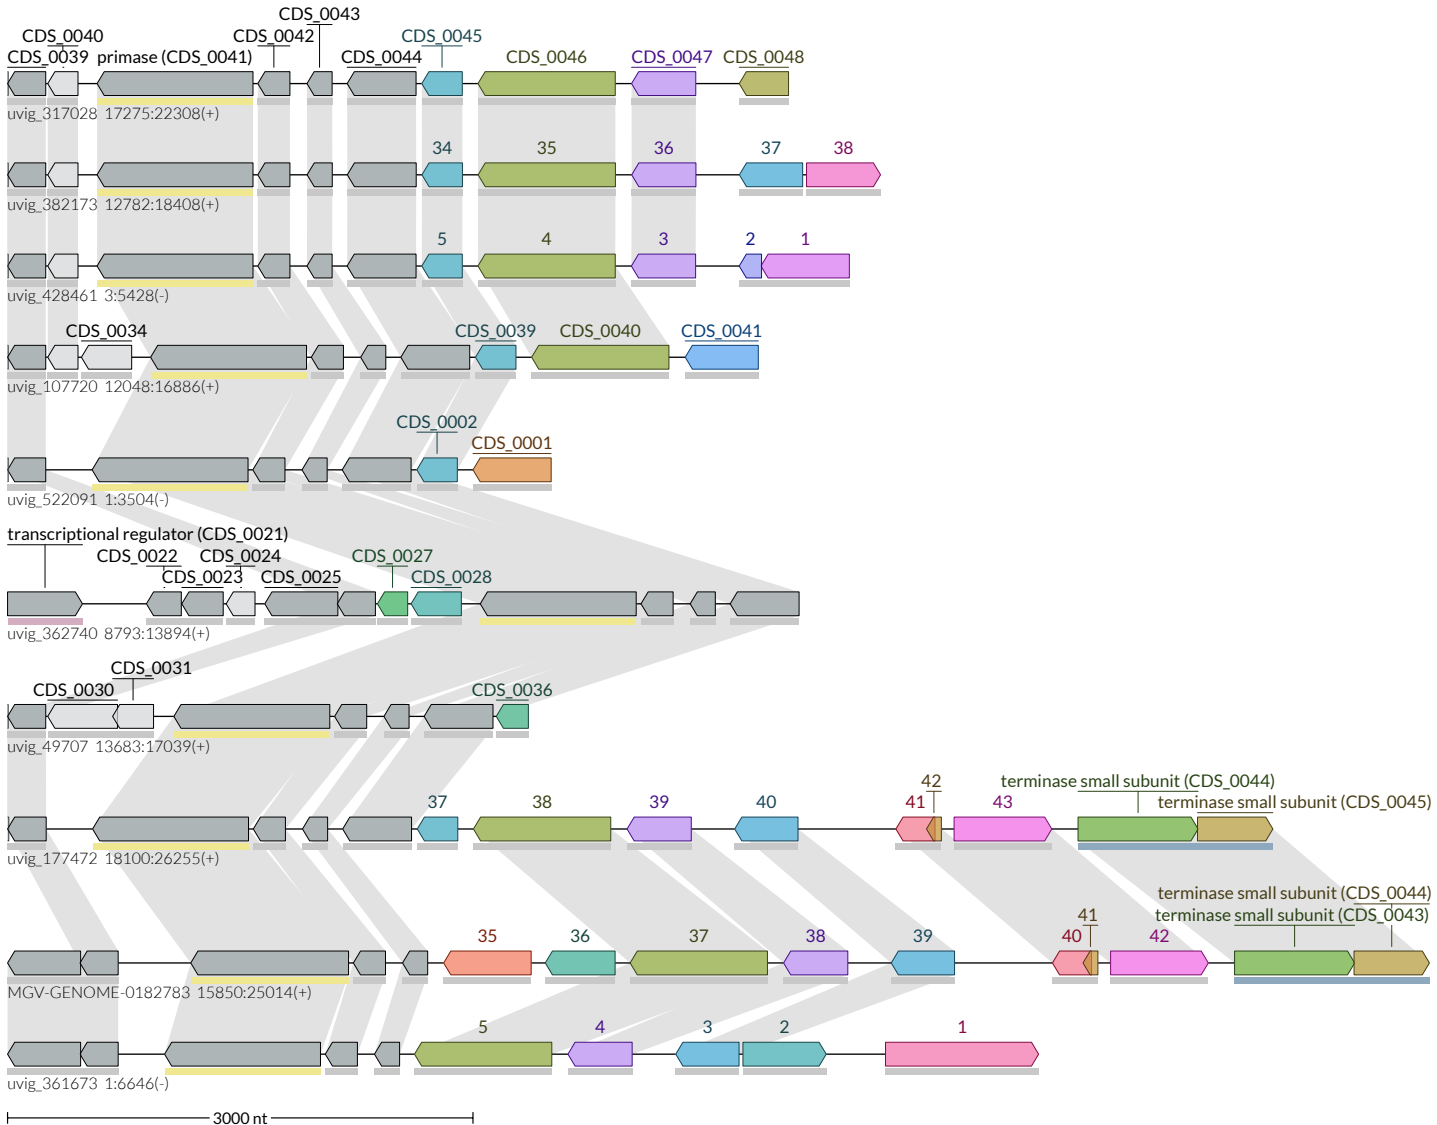 CDS_0043
CDS_0040 CDS_0042 CDS_0045
CDS_0039 primase (CDS_0041) CDS_0044 CDS_0046 CDS_0047 CDS_0048
uvig_317028 17275:22308(+)
34 35 36 37 38
uvig_382173 12782:18408(+)
5 4 3 2 1
uvig_428461 3:5428(-)
CDS_0034 CDS_0039 CDS_0040 CDS_0041
uvig_107720 12048:16886(+)
CDS_0002
CDS_0001
uvig_522091 1:3504(-)
transcriptional regulator (CDS_0021)
CDS_0022 CDS_0024 CDS_0027
CDS_0023 CDS_0025 CDS_0028
uvig_362740 8793:13894(+)
CDS_0031
CDS_0030 CDS_0036
uvig_49707 13683:17039(+)
42 terminase small subunit (CDS_0044)
37 38 39 40 41 43 terminase small subunit (CDS_0045)
uvig_177472 18100:26255(+)
terminase small subunit (CDS_0044)
41 terminase small subunit (CDS_0043)
35 36 37 38 39 40 42
MGV-GENOME-0182783 15850:25014(+)
5 4 3 2 1
uvig_361673 1:6646(-)
3000 nt